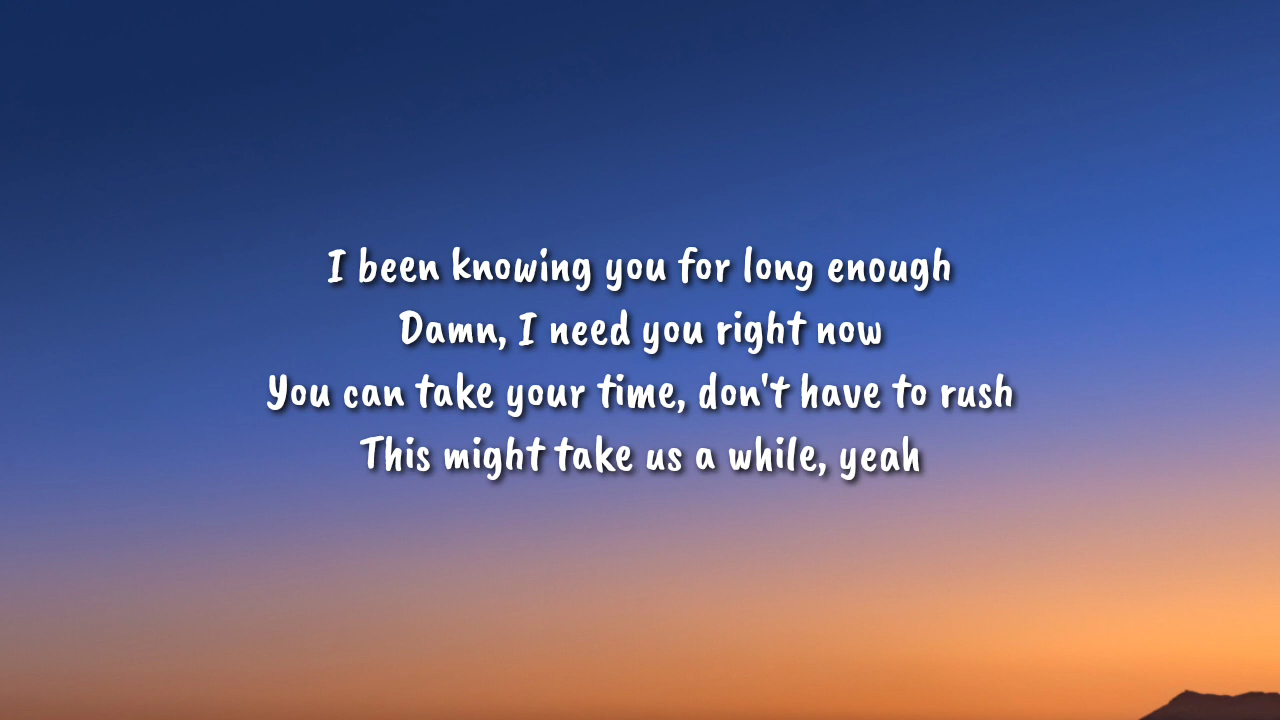 I been knowing you for long enough
Damn, I need you right now
You can take your time, don't have to rush
This might take us a while, yeah